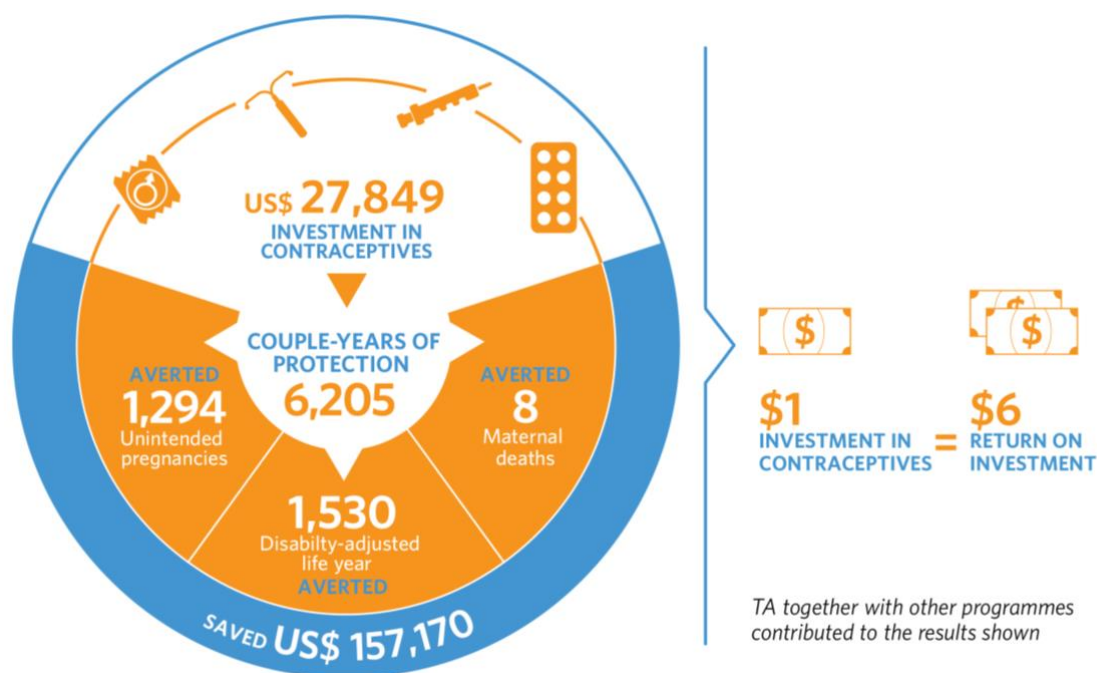 US$ 27,849
INVESTMENT IN
CONTRACEPTIVES
COUPLE-YEARS OF
PROTECTION
6,205
AVERTED
1,294
Unintended
pregnancies
1,530
Disabilty-adjusted
life year
AVERTED
AVERTED
8
Maternal
deaths
SAVED US$ 157,170
$
$1
INVESTMENT IN
CONTRACEPTIVES
=
$
$
$6
RETURN ON
INVESTMENT
TA together with other programmes
contributed to the results shown